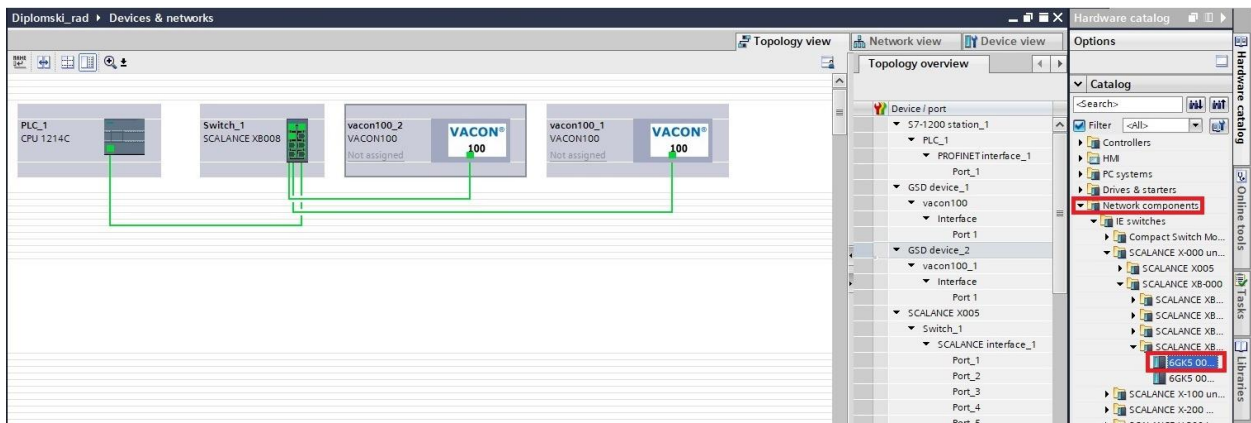 Diplomski_rad ▸ Devices & networks
Topology view
Network view
Device view
PLC_1
CPU 1214C
Switch_1
SCALANCE XB008
vacon100_2
VACON100
Not assigned
VACON®
100
vacon100_1
VACON100
Not assigned
VACON®
100
Topology overview
Device / port
S7-1200 station_1
PLC_1
PROFINET interface_1
Port_1
GSD device_1
vacon100
Interface
Port 1
GSD device_2
vacon100_1
Interface
Port 1
SCALANCE X005
Switch_1
SCALANCE interface_1
Port_1
Port_2
Port_3
Port_4
Port_5
Hardware catalog
Options
Catalog
<Search>
Filter
<All>
Controllers
HMI
PC systems
Drives & starters
Network components
IE switches
Compact Switch Mo...
SCALANCE X-000 un...
SCALANCE X005
SCALANCE XB-000
SCALANCE XB...
SCALANCE XB...
SCALANCE XB...
SCALANCE XB...
6GK5 00...
6GK5 00...
SCALANCE X-100 un...
SCALANCE X-200 ...
Hardware catalog
Online tools
Tasks
Libraries